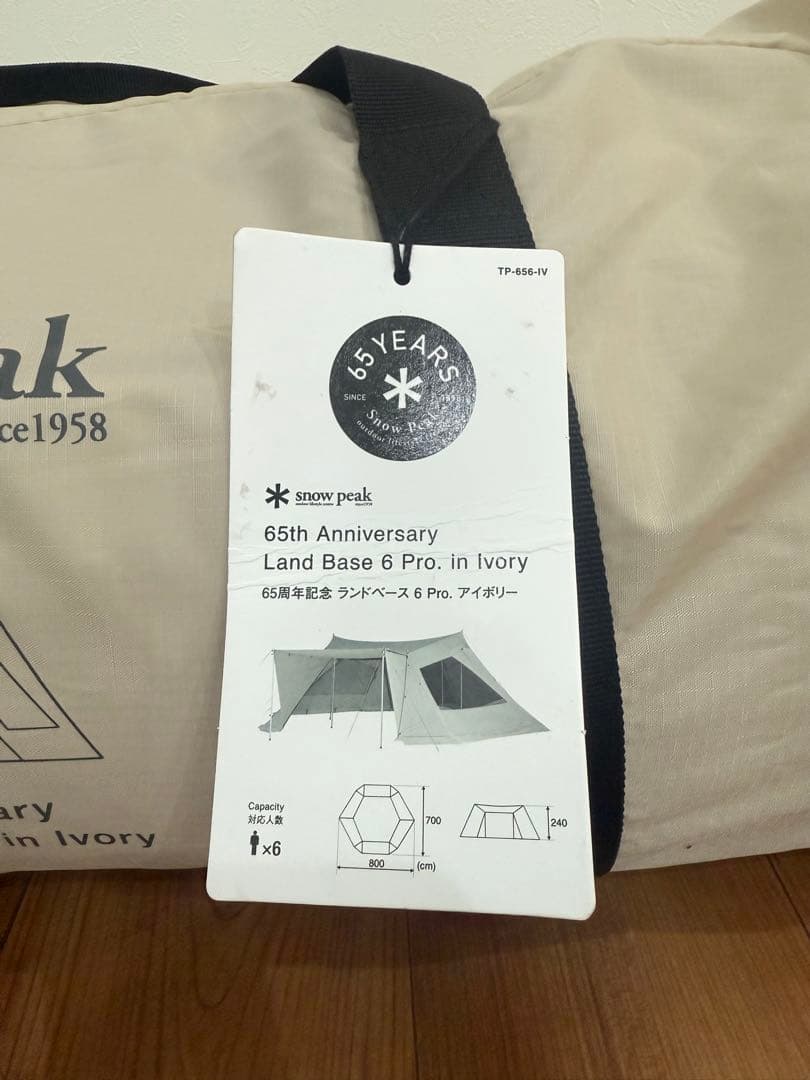 TP-656-IV
65 YEARS
SINCE
Snow Peak
snow peak
65th Anniversary
Land Base 6 Pro. in Ivory
65周年記念 ランドベース 6 Pro. アイボリー
Capacity
対応人数
×6
700
800
(cm)
240
ak
ce1958
ary
in Ivory